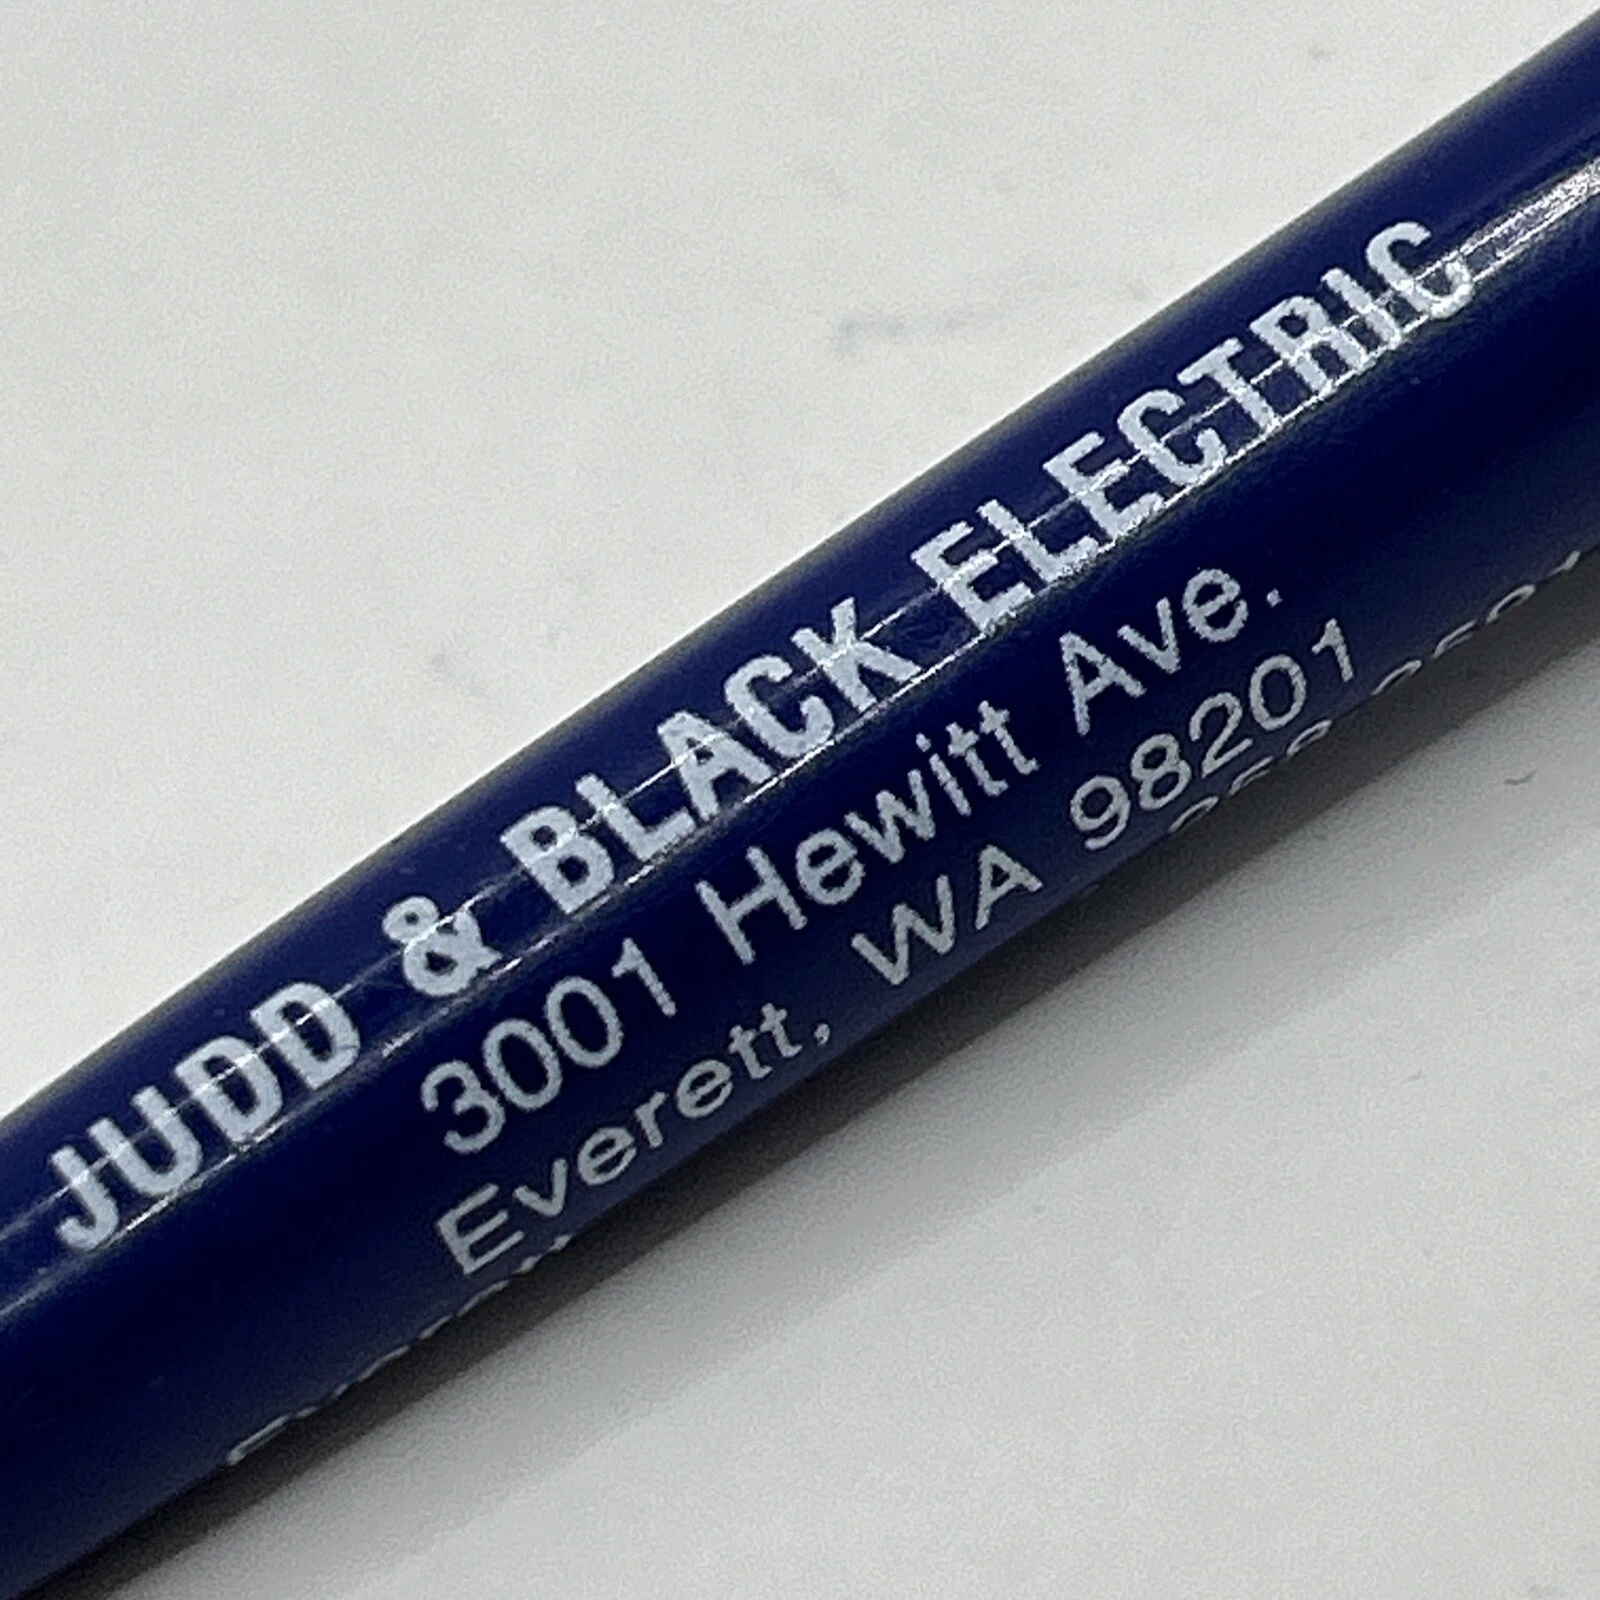 JUDD & BLACK ELECTRIC
3001 Hewitt Ave.
Everett, WA 98201